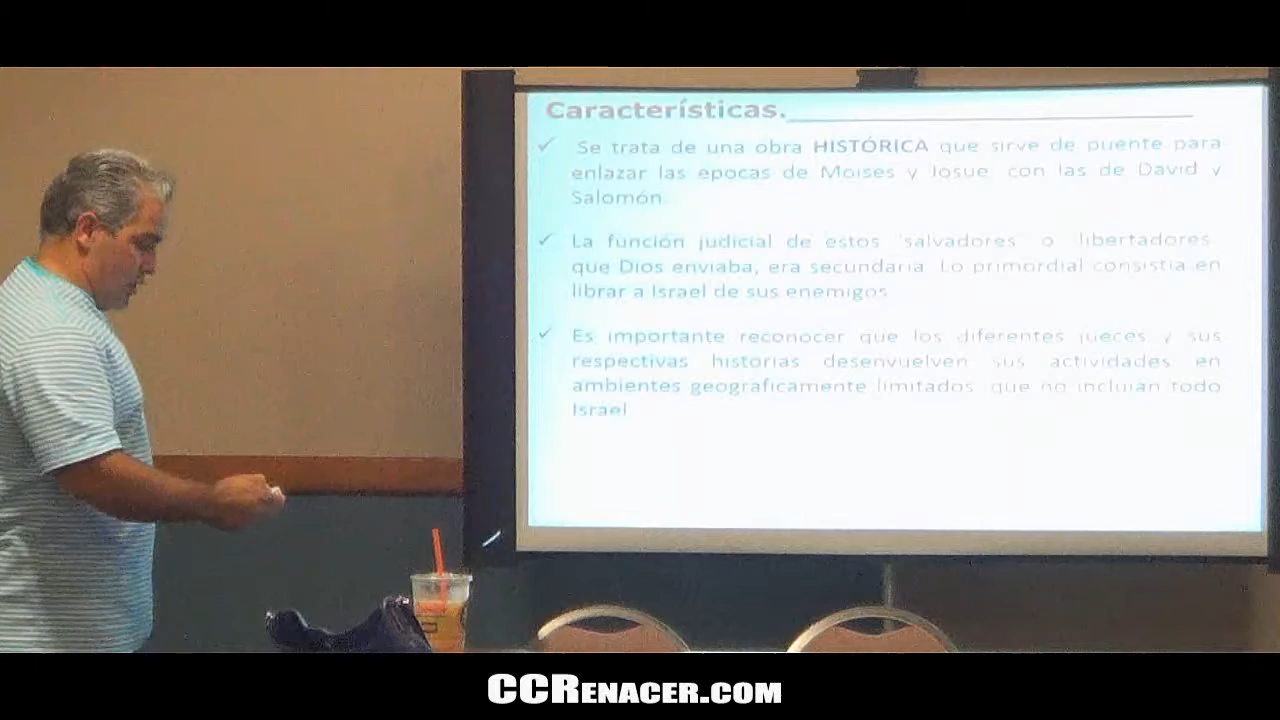 Características.
Se trata de una obra HISTÓRICA que sirve de puente para
enlazar las epocas de Moises y Josue con las de David y
Salomón.
La función judicial de estos "salvadores" o "libertadores"
que Dios enviaba, era secundaria. Lo primordial consistia en
librar a Israel de sus enemigos
Es importante reconocer que los diferentes jueces y sus
respectivas historias desenvuelven sus actividades en
ambientes geograficamente limitados que no incluian todo
Israel
CCRENACER.COM